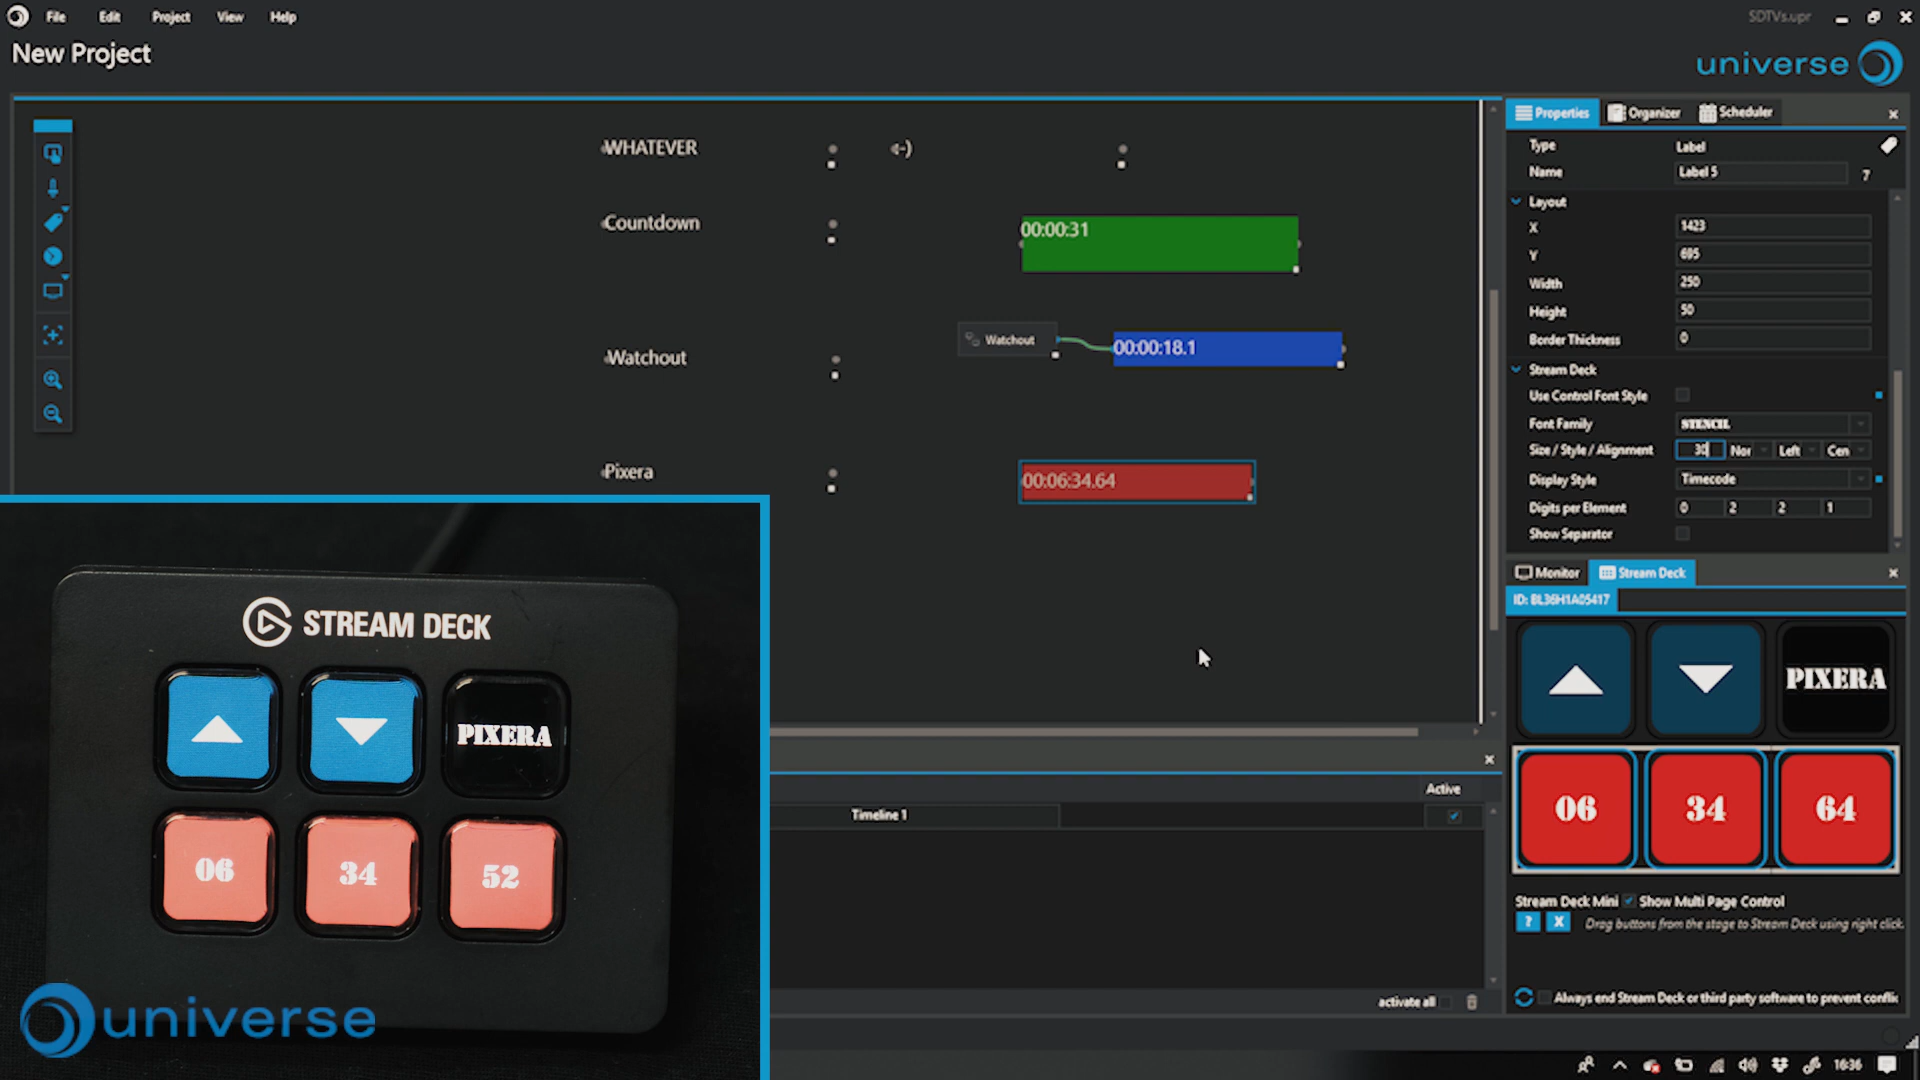 File Edit Project View Help
SDTVs.upr
New Project
universe
WHATEVER
Countdown
00:00:31
Watchout
Watchout
00:00:18.1
Pixera
00:06:34.64
Properties Organizer Scheduler
Type Label
Name Label 5 7
Layout
X 1423
Y 695
Width 250
Height 50
Border Thickness 0
Stream Deck
Use Control Font Style
Font Family STENCIL
Size / Style / Alignment 30 Nor Left Cen
Display Style Timecode
Digits per Element 0 2 2 1
Show Separator
Monitor Stream Deck
ID: BL36H1A05417
PIXERA
06 34 64
Stream Deck Mini Show Multi Page Control
? X Drag buttons from the stage to Stream Deck using right click.
Always end Stream Deck or third party software to prevent conflic
Active
Timeline 1
activate all
STREAM DECK
PIXERA
06 34 52
universe
16:36